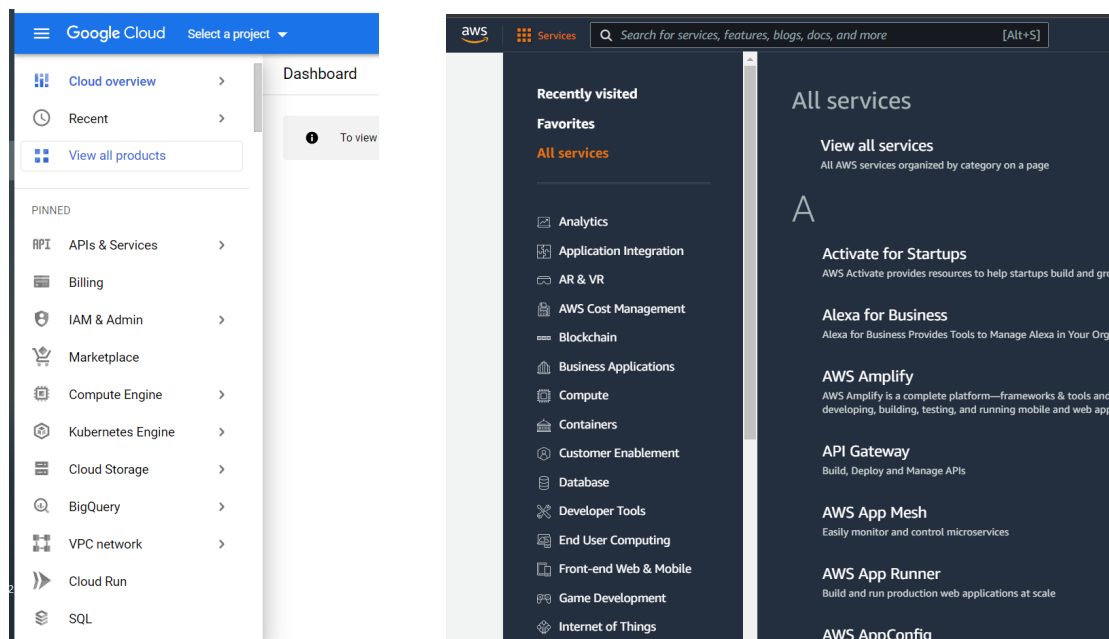 Google Cloud
Select a project
Cloud overview
Recent
View all products
PINNED
API APIs & Services
Billing
IAM & Admin
Marketplace
Compute Engine
Kubernetes Engine
Cloud Storage
BigQuery
VPC network
Cloud Run
SQL
2
Dashboard
To view
aws
Services
Search for services, features, blogs, docs, and more
[Alt+S]
Recently visited
Favorites
All services
Analytics
Application Integration
AR & VR
AWS Cost Management
Blockchain
Business Applications
Compute
Containers
Customer Enablement
Database
Developer Tools
End User Computing
Front-end Web & Mobile
Game Development
Internet of Things
All services
View all services
All AWS services organized by category on a page
A
Activate for Startups
AWS Activate provides resources to help startups build and gro
Alexa for Business
Alexa for Business Provides Tools to Manage Alexa in Your Org
AWS Amplify
AWS Amplify is a complete platform—frameworks & tools and
developing, building, testing, and running mobile and web app
API Gateway
Build, Deploy and Manage APIs
AWS App Mesh
Easily monitor and control microservices
AWS App Runner
Build and run production web applications at scale
AWS AppConfig